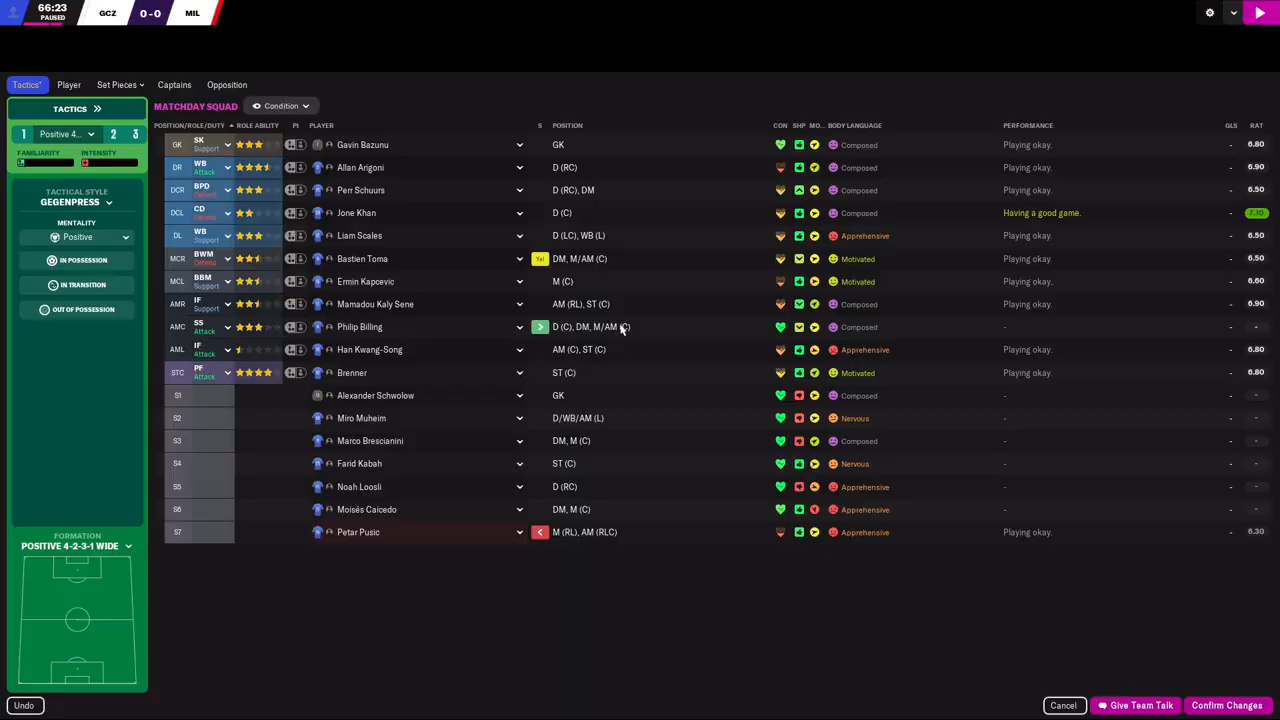 66:23
PAUSED
GCZ 0 - 0 MIL
Tactics* Player Set Pieces Captains Opposition
TACTICS
MATCHDAY SQUAD Condition
POSITION/ROLE/DUTY ROLE ABILITY PI PLAYER S POSITION CON SHP MO... BODY LANGUAGE PERFORMANCE GLS RAT
1 Positive 4... 2 3
FAMILIARITY INTENSITY
TACTICAL STYLE
GEGENPRESS
MENTALITY
Positive
IN POSSESSION
IN TRANSITION
OUT OF POSSESSION
GK SK Support Gavin Bazunu GK Composed Playing okay. - 6.80
DR WB Attack Allan Arigoni D (RC) Composed Playing okay. - 6.90
DCR BPD Defend Perr Schuurs D (RC), DM Composed Playing okay. - 6.50
DCL CD Defend Jone Khan D (C) Composed Having a good game. - 7.10
DL WB Support Liam Scales D (LC), WB (L) Apprehensive Playing okay. - 6.50
MCR BWM Defend Bastien Toma Yel DM, M/AM (C) Motivated Playing okay. - 6.50
MCL BBM Support Ermin Kapcevic M (C) Motivated Playing okay. - 6.60
AMR IF Support Mamadou Kaly Sene AM (RL), ST (C) Composed Playing okay. - 6.90
AMC SS Attack Philip Billing D (C), DM, M/AM (C) Composed - - -
AML IF Attack Han Kwang-Song AM (C), ST (C) Apprehensive Playing okay. - 6.80
STC PF Attack Brenner ST (C) Motivated Playing okay. - 6.80
S1 Alexander Schwolow GK Composed - - -
S2 Miro Muheim D/WB/AM (L) Nervous - - -
S3 Marco Brescianini DM, M (C) Composed - - -
S4 Farid Kabah ST (C) Nervous - - -
S5 Noah Loosli D (RC) Apprehensive - - -
S6 Moisés Caicedo DM, M (C) Apprehensive - - -
S7 Petar Pusic M (RL), AM (RLC) Apprehensive Playing okay. - 6.30
FORMATION
POSITIVE 4-2-3-1 WIDE
Undo Cancel Give Team Talk Confirm Changes